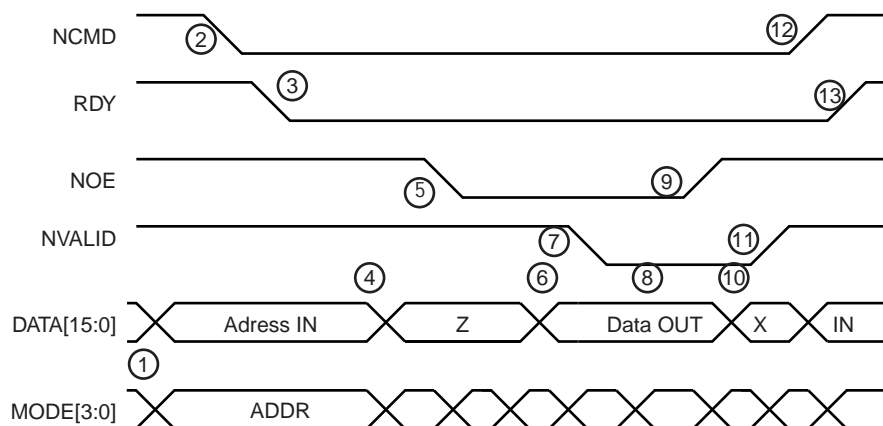 NCMD
2
12
RDY
3
13
NOE
5
9
NVALID
7
11
4
6
8
10
DATA[15:0]
Adress IN
Z
Data OUT
X
IN
1
MODE[3:0]
ADDR